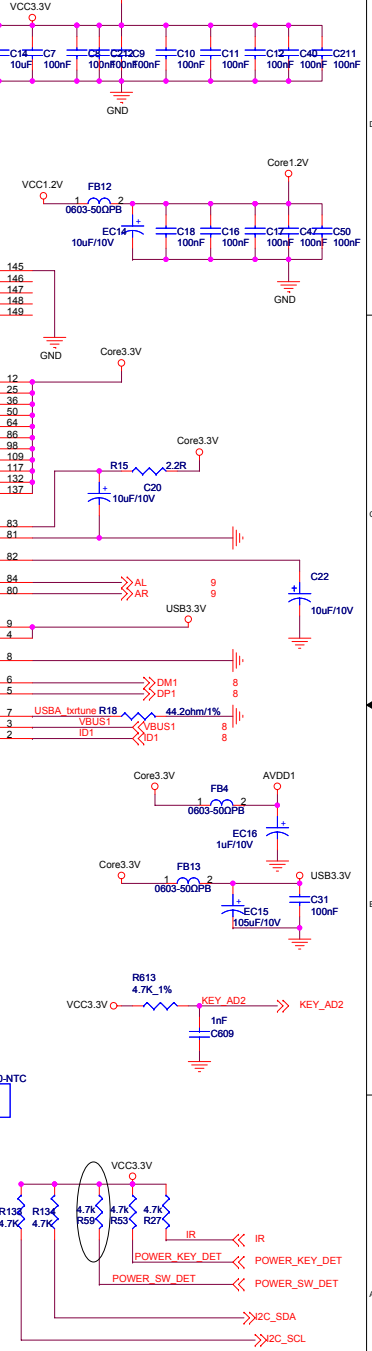 VCC3.3V
C14 C7 C8 C212 C9 C10 C11 C12 C40 C211
10uF 100nF 100nF 100nF 100nF 100nF 100nF 100nF 100nF 100nF
GND
Core1.2V
VCC1.2V FB12
1 2
0603-50ΩPB
EC14 C18 C16 C17 C47 C50
10uF/10V 100nF 100nF 100nF 100nF 100nF
GND
145
146
147
148
149
GND
Core3.3V
12
25
36
50
64
86
98
109
117
132
137
Core3.3V
R15 2.2R
C20
10uF/10V
83
81
82
C22
10uF/10V
84 AL 9
80 AR 9
USB3.3V
9
4
8
6 DM1 8
5 DP1 8
7 USBA_txrtune R18 44.2ohm/1%
3 VBUS1 VBUS1 8
2 ID1 ID1 8
Core3.3V FB4 AVDD1
1 2
0603-50ΩPB
EC16
1uF/10V
Core3.3V FB13 USB3.3V
1 2
0603-50ΩPB
EC15 C31
105uF/10V 100nF
R613
4.7K_1%
VCC3.3V KEY_AD2 KEY_AD2
1nF
C609
0-NTC
VCC3.3V
R133 R134 4.7k 4.7k 4.7k
4.7K 4.7K R59 R53 R27
IR IR
POWER_KEY_DET POWER_KEY_DET
POWER_SW_DET POWER_SW_DET
I2C_SDA
I2C_SCL